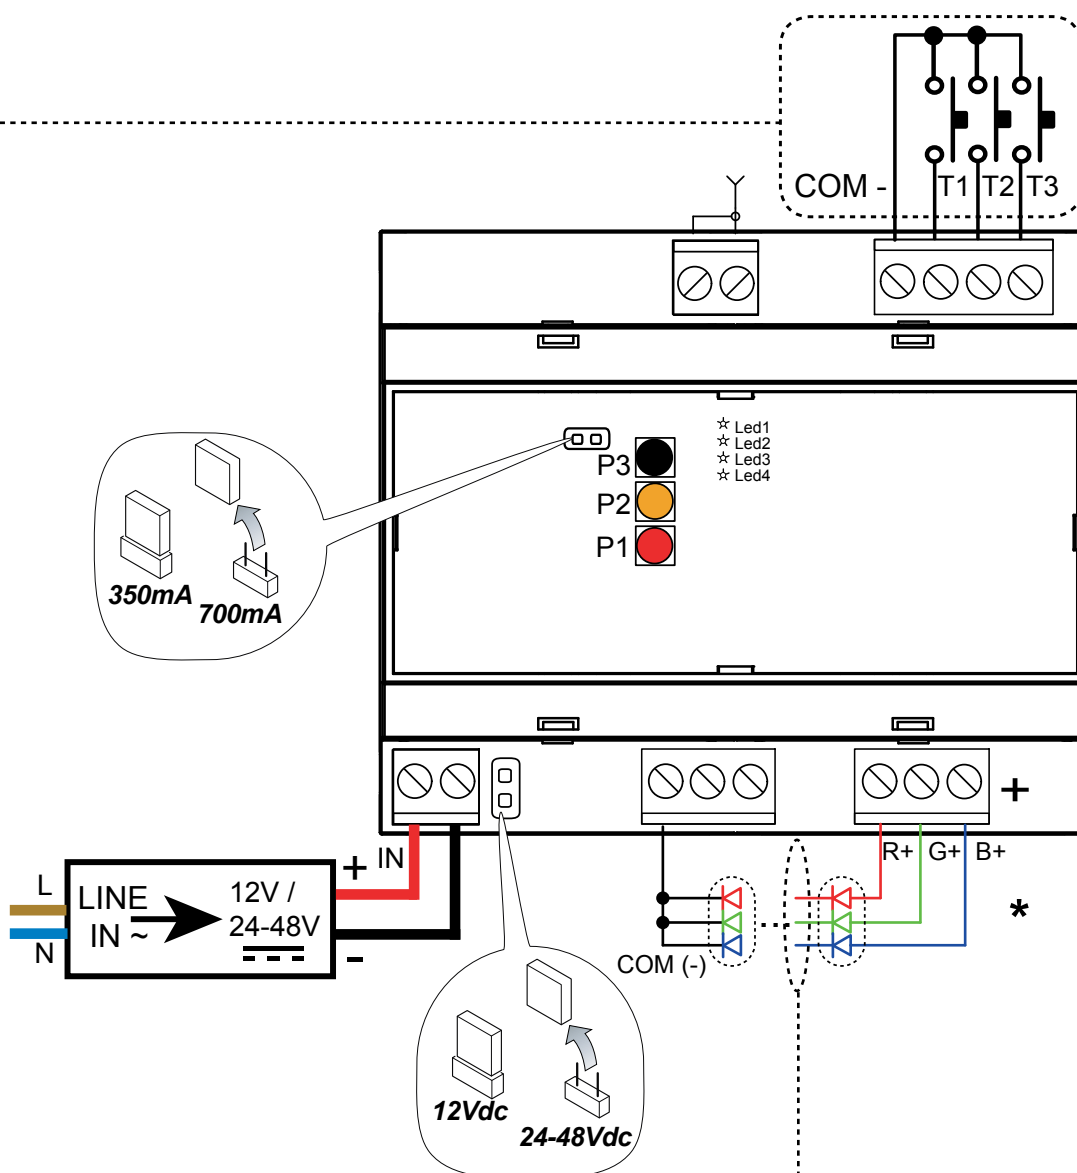 COM - T1 T2 T3
Led1
Led2
Led3
Led4
P3
P2
P1
350mA
700mA
+
+ IN
R+ G+ B+
L
N
LINE
IN ~
12V /
24-48V
-
*
COM (-)
12Vdc
24-48Vdc